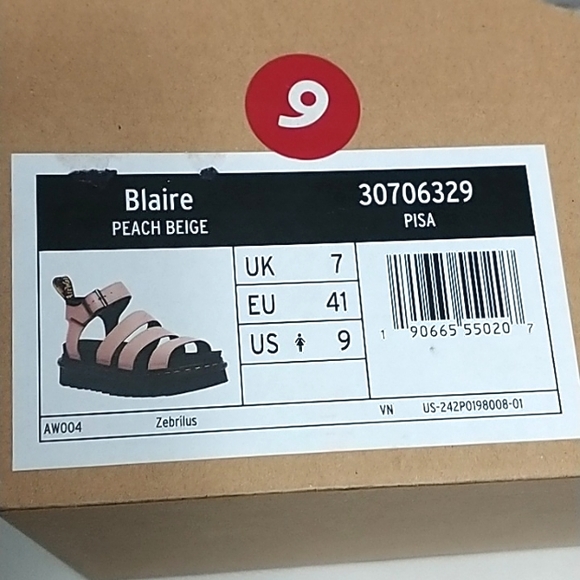 9
Blaire
PEACH BEIGE
30706329
PISA
UK 7
EU 41
US 9
1 90665 55020 7
AW004
Zebrilus
VN
US-242P0198008-01